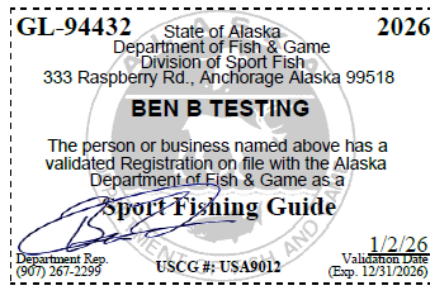 GL-94432 State of Alaska 2026
Department of Fish & Game
Division of Sport Fish
333 Raspberry Rd., Anchorage Alaska 99518
BEN B TESTING
The person or business named above has a
validated Registration on file with the Alaska
Department of Fish & Game as a
Sport Fishing Guide
1/2/26
Department Rep. USCG #: USA9012 Validation Date
(907) 267-2299 (Exp. 12/31/2026)